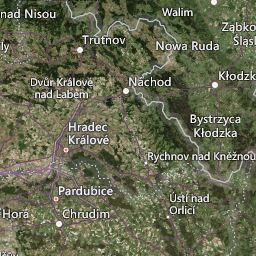 nad Nisou
Walim
Ząbko
Śląsk
Trutnov
Nowa Ruda
Dvůr Králové
nad Labem
Náchod
Kłodzk
Bystrzyca
Kłodzka
Hradec
Králové
Rychnov nad Kněžnou
Pardubice
Ústí nad
Orlicí
Hora
Chrudim